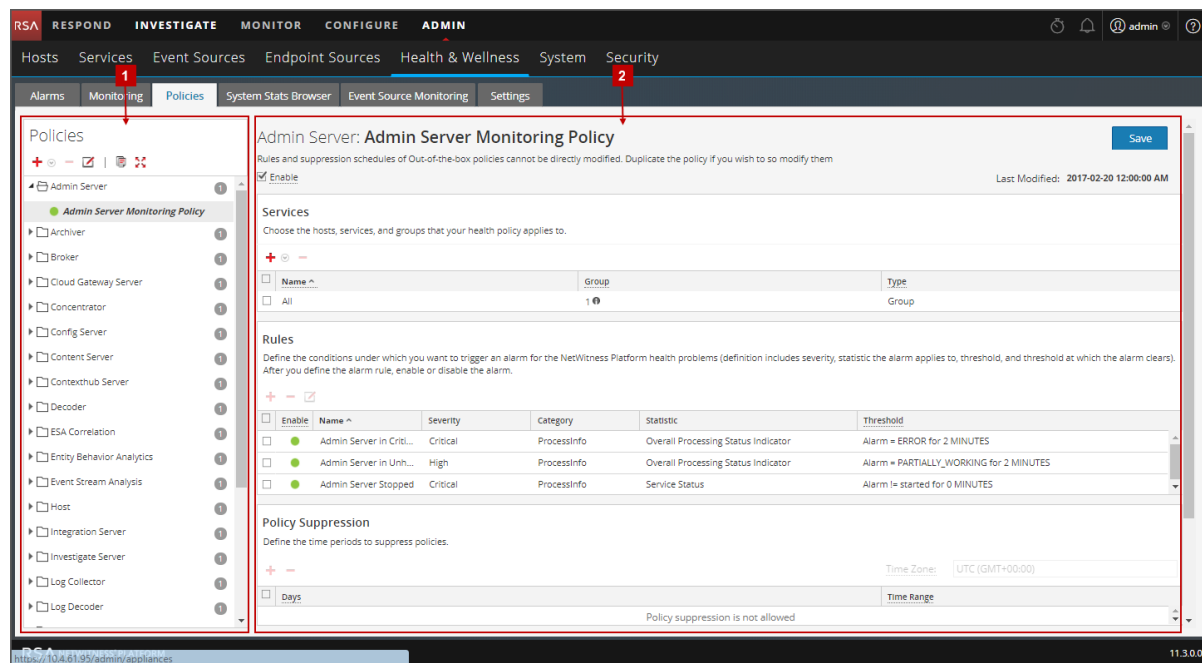 RSA RESPOND INVESTIGATE MONITOR CONFIGURE ADMIN admin ?
Hosts Services Event Sources Endpoint Sources Health & Wellness System Security
1
2
Alarms Monitoring Policies System Stats Browser Event Source Monitoring Settings
Policies
Admin Server 1
Admin Server Monitoring Policy
Archiver 1
Broker 1
Cloud Gateway Server 1
Concentrator 1
Config Server 1
Content Server 1
Contexthub Server 1
Decoder 1
ESA Correlation 1
Entity Behavior Analytics 1
Event Stream Analysis 1
Host 1
Integration Server 1
Investigate Server 1
Log Collector 1
Log Decoder 1
Admin Server: Admin Server Monitoring Policy
Save
Rules and suppression schedules of Out-of-the-box policies cannot be directly modified. Duplicate the policy if you wish to so modify them
Enable
Last Modified: 2017-02-20 12:00:00 AM
Services
Choose the hosts, services, and groups that your health policy applies to.
Name Group Type
All 1 Group
Rules
Define the conditions under which you want to trigger an alarm for the NetWitness Platform health problems (definition includes severity, statistic the alarm applies to, threshold, and threshold at which the alarm clears).
After you define the alarm rule, enable or disable the alarm.
Enable Name Severity Category Statistic Threshold
Admin Server in Criti... Critical ProcessInfo Overall Processing Status Indicator Alarm = ERROR for 2 MINUTES
Admin Server in Unh... High ProcessInfo Overall Processing Status Indicator Alarm = PARTIALLY_WORKING for 2 MINUTES
Admin Server Stopped Critical ProcessInfo Service Status Alarm != started for 0 MINUTES
Policy Suppression
Define the time periods to suppress policies.
Time Zone: UTC (GMT+00:00)
Days Time Range
Policy suppression is not allowed
https://10.4.61.95/admin/appliances
11.3.0.0